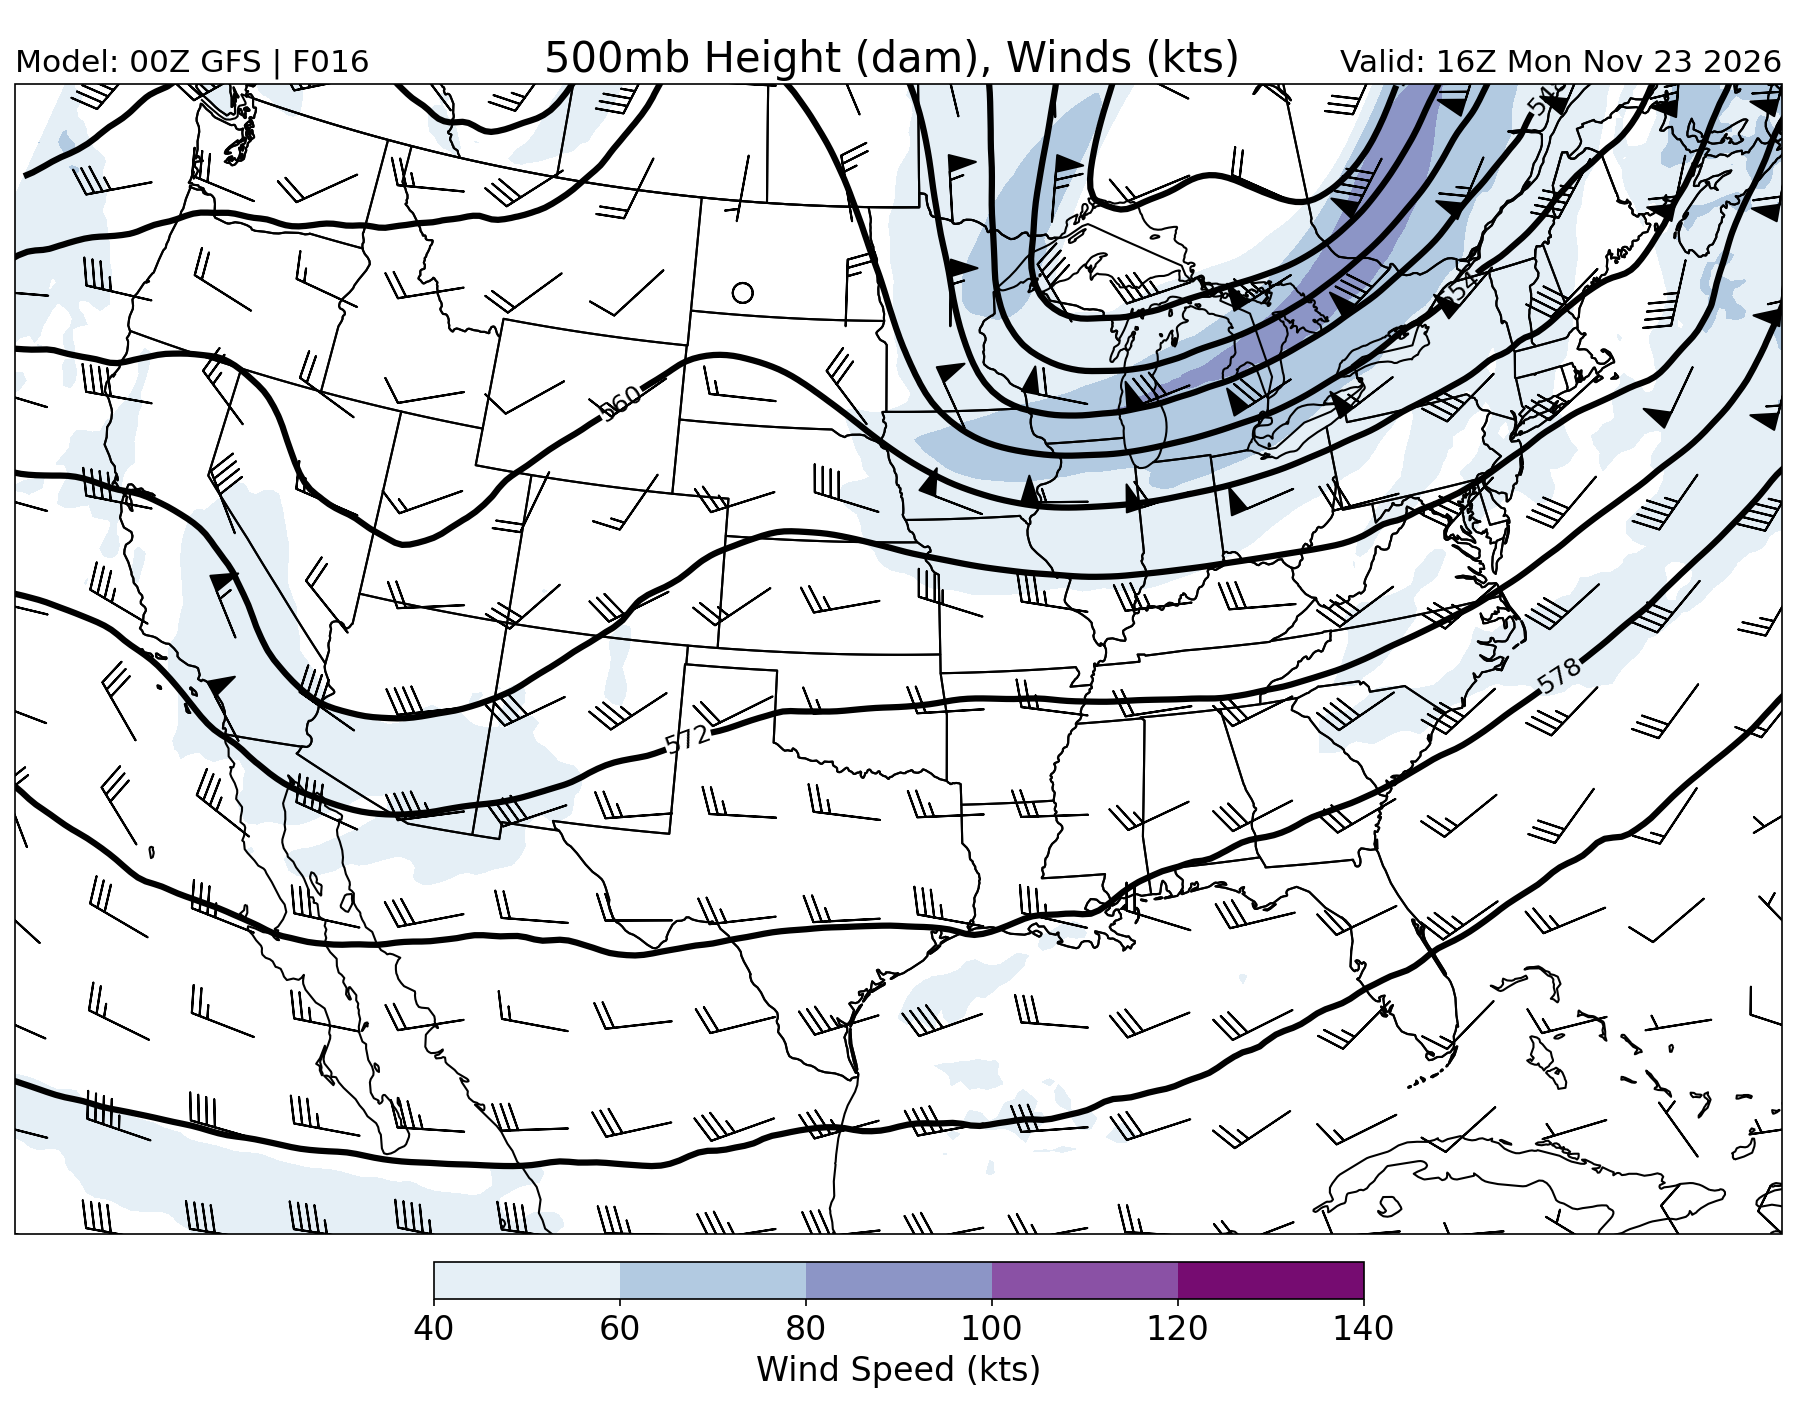 Model: 00Z GFS | F016
500mb Height (dam), Winds (kts)
Valid: 16Z Mon Nov 23 2026
560
572
578
40 60 80 100 120 140
Wind Speed (kts)